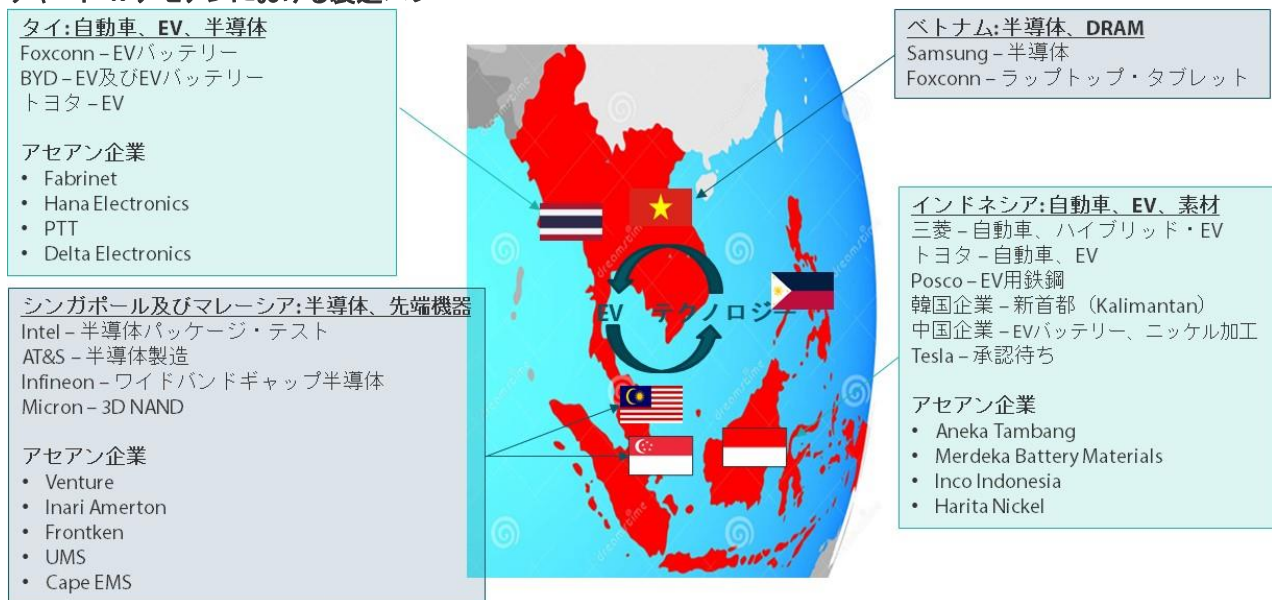 タイ:自動車、EV、半導体
Foxconn – EVバッテリー
BYD – EV及びEVバッテリー
トヨタ – EV
アセアン企業
• Fabrinet
• Hana Electronics
• PTT
• Delta Electronics
シンガポール及びマレーシア:半導体、先端機器
Intel – 半導体パッケージ・テスト
AT&S – 半導体製造
Infineon – ワイドバンドギャップ半導体
Micron – 3D NAND
アセアン企業
• Venture
• Inari Amerton
• Frontken
• UMS
• Cape EMS
EV テクノロジー
ベトナム:半導体、DRAM
Samsung – 半導体
Foxconn – ラップトップ・タブレット
インドネシア:自動車、EV、素材
三菱 – 自動車、ハイブリッド・EV
トヨタ – 自動車、EV
Posco – EV用鉄鋼
韓国企業 – 新首都（Kalimantan）
中国企業 – EVバッテリー、ニッケル加工
Tesla – 承認待ち
アセアン企業
• Aneka Tambang
• Merdeka Battery Materials
• Inco Indonesia
• Harita Nickel